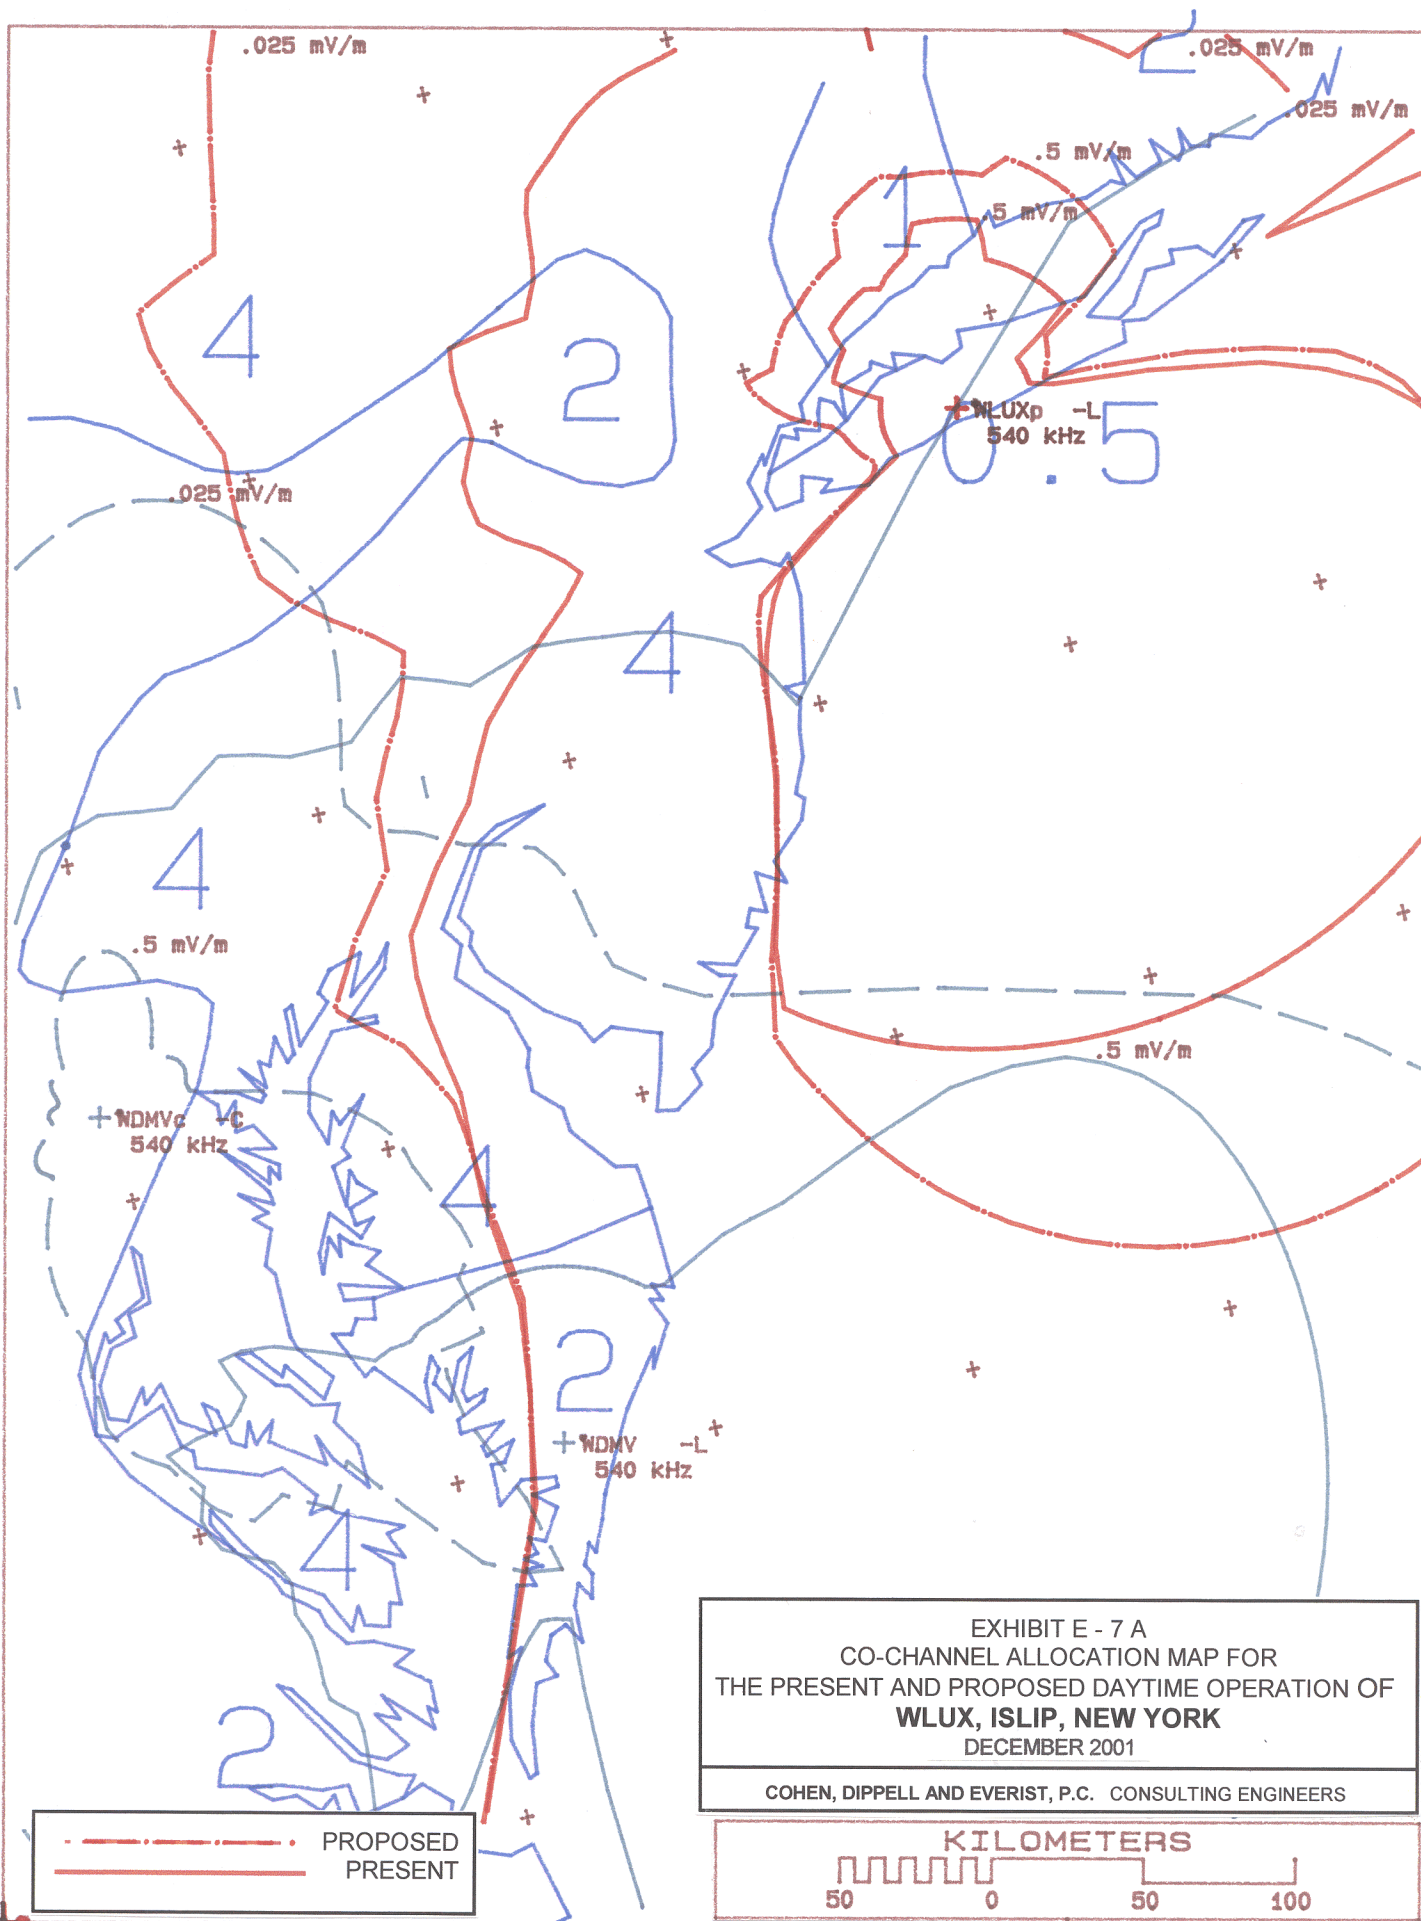 .025 mV/m
.025 mV/m
.025 mV/m
.5 mV/m
1
2
.5 mV/m
4
2
WLUXp -L
540 kHz
0.5
.025 mV/m
4
4
.5 mV/m
.5 mV/m
WDMVc -C
540 kHz
4
2
WDMV -L
540 kHz
4
2
EXHIBIT E - 7 A
CO-CHANNEL ALLOCATION MAP FOR
THE PRESENT AND PROPOSED DAYTIME OPERATION OF
WLUX, ISLIP, NEW YORK
DECEMBER 2001
COHEN, DIPPELL AND EVERIST, P.C. CONSULTING ENGINEERS
PROPOSED
PRESENT
KILOMETERS
50 0 50 100